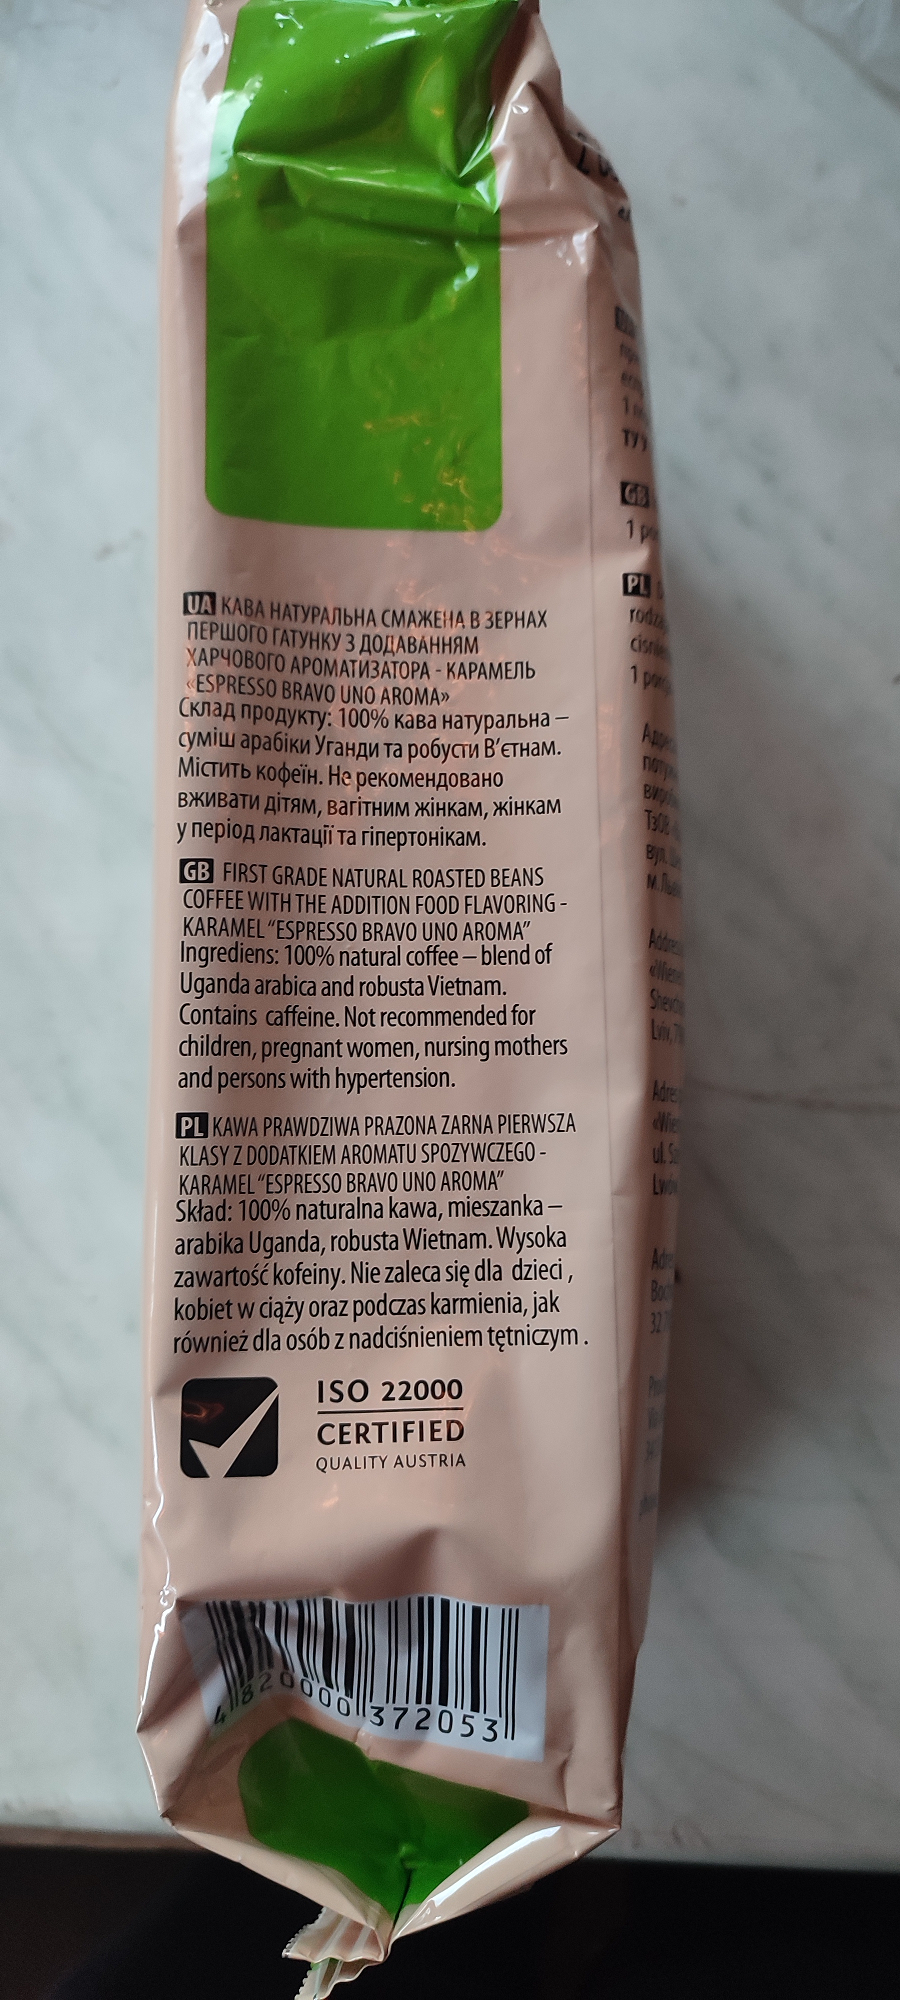 UA КАВА НАТУРАЛЬНА СМАЖЕНА В ЗЕРНАХ
ПЕРШОГО ГАТУНКУ З ДОДАВАННЯМ
ХАРЧОВОГО АРОМАТИЗАТОРА - КАРАМЕЛЬ
«ESPRESSO BRAVO UNO AROMA»
Склад продукту: 100% кава натуральна –
суміш арабіки Уганди та робусти В'єтнам.
Містить кофеїн. Не рекомендовано
вживати дітям, вагітним жінкам, жінкам
у період лактації та гіпертонікам.
GB FIRST GRADE NATURAL ROASTED BEANS
COFFEE WITH THE ADDITION FOOD FLAVORING -
KARAMEL "ESPRESSO BRAVO UNO AROMA"
Ingrediens: 100% natural coffee – blend of
Uganda arabica and robusta Vietnam.
Contains caffeine. Not recommended for
children, pregnant women, nursing mothers
and persons with hypertension.
PL KAWA PRAWDZIWA PRAZONA ZARNA PIERWSZA
KLASY Z DODATKIEM AROMATU SPOZYWCZEGO -
KARAMEL "ESPRESSO BRAVO UNO AROMA"
Skład: 100% naturalna kawa, mieszanka –
arabika Uganda, robusta Wietnam. Wysoka
zawartość kofeiny. Nie zaleca się dla dzieci ,
kobiet w ciąży oraz podczas karmienia, jak
również dla osób z nadciśnieniem tętniczym .
ISO 22000
CERTIFIED
QUALITY AUSTRIA
4 820000 372053
GB
1
PL
1